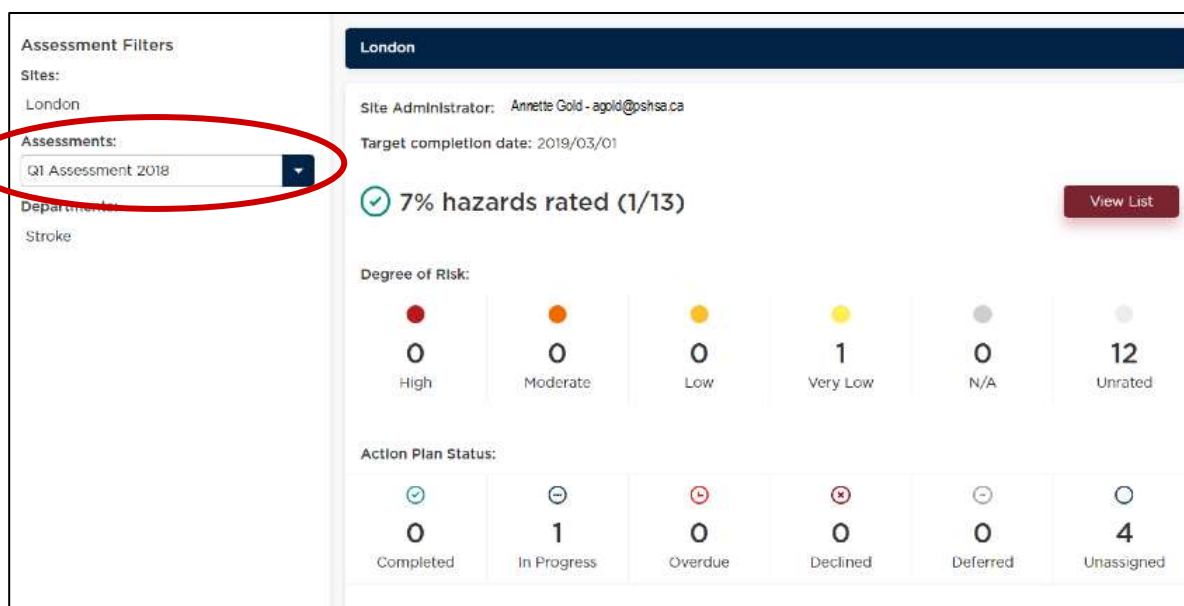 Assessment Filters
Sites:
London
Assessments:
Q1 Assessment 2018
Departments:
Stroke
London
Site Administrator: Annette Gold - agold@pshsa.ca
Target completion date: 2019/03/01
7% hazards rated (1/13)
View List
Degree of Risk:
0 0 0 1 0 12
High Moderate Low Very Low N/A Unrated
Action Plan Status:
0 1 0 0 0 4
Completed In Progress Overdue Declined Deferred Unassigned